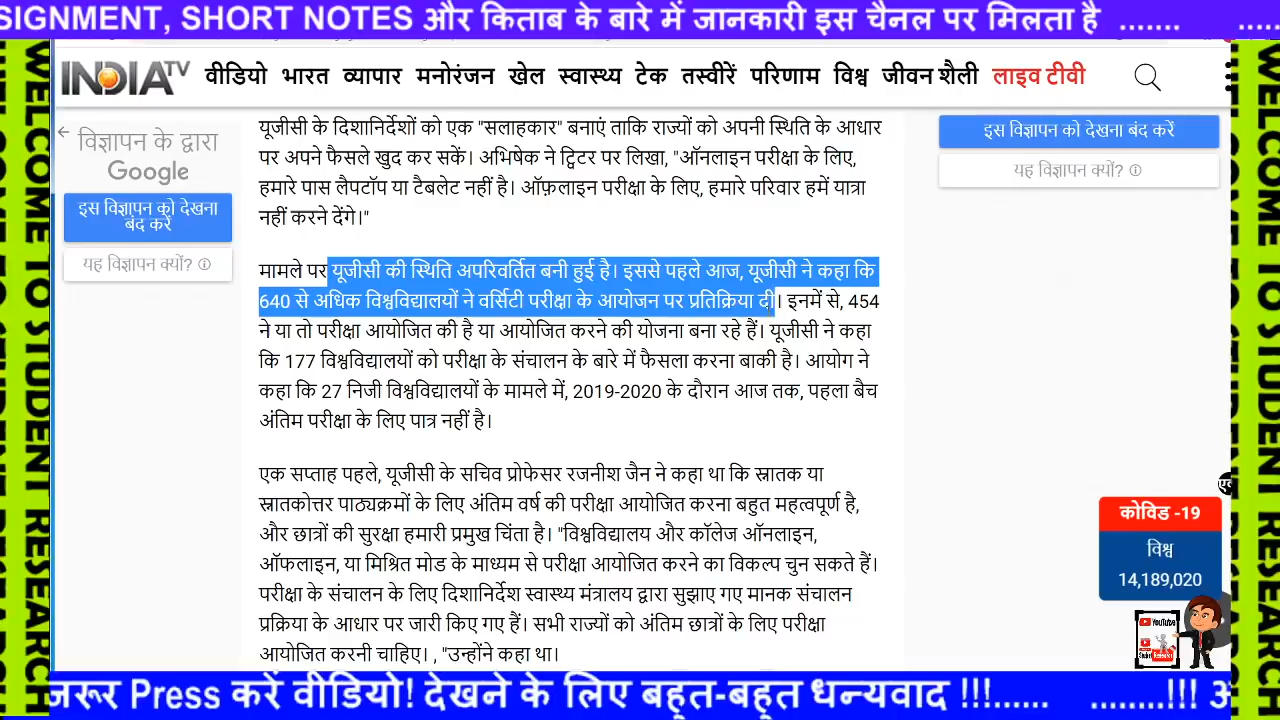 SIGNMENT, SHORT NOTES और किताब के बारे में जानकारी इस चैनल पर मिलता है ....... .....
INDIA TV वीडियो भारत व्यापार मनोरंजन खेल स्वास्थ्य टेक तस्वीरें परिणाम विश्व जीवन शैली लाइव टीवी
विज्ञापन के द्वारा
Google
इस विज्ञापन को देखना
बंद करें
यह विज्ञापन क्यों?
यूजीसी के दिशानिर्देशों को एक "सलाहकार" बनाएं ताकि राज्यों को अपनी स्थिति के आधार
पर अपने फैसले खुद कर सकें। अभिषेक ने ट्विटर पर लिखा, "ऑनलाइन परीक्षा के लिए,
हमारे पास लैपटॉप या टैबलेट नहीं है। ऑफ़लाइन परीक्षा के लिए, हमारे परिवार हमें यात्रा
नहीं करने देंगे।"
मामले पर यूजीसी की स्थिति अपरिवर्तित बनी हुई है। इससे पहले आज, यूजीसी ने कहा कि
640 से अधिक विश्वविद्यालयों ने वर्सिटी परीक्षा के आयोजन पर प्रतिक्रिया दी। इनमें से, 454
ने या तो परीक्षा आयोजित की है या आयोजित करने की योजना बना रहे हैं। यूजीसी ने कहा
कि 177 विश्वविद्यालयों को परीक्षा के संचालन के बारे में फैसला करना बाकी है। आयोग ने
कहा कि 27 निजी विश्वविद्यालयों के मामले में, 2019-2020 के दौरान आज तक, पहला बैच
अंतिम परीक्षा के लिए पात्र नहीं है।
एक सप्ताह पहले, यूजीसी के सचिव प्रोफेसर रजनीश जैन ने कहा था कि स्नातक या
स्नातकोत्तर पाठ्यक्रमों के लिए अंतिम वर्ष की परीक्षा आयोजित करना बहुत महत्वपूर्ण है,
और छात्रों की सुरक्षा हमारी प्रमुख चिंता है। "विश्वविद्यालय और कॉलेज ऑनलाइन,
ऑफलाइन, या मिश्रित मोड के माध्यम से परीक्षा आयोजित करने का विकल्प चुन सकते हैं।
परीक्षा के संचालन के लिए दिशानिर्देश स्वास्थ्य मंत्रालय द्वारा सुझाए गए मानक संचालन
प्रक्रिया के आधार पर जारी किए गए हैं। सभी राज्यों को अंतिम छात्रों के लिए परीक्षा
आयोजित करनी चाहिए। , "उन्होंने कहा था।
इस विज्ञापन को देखना बंद करें
यह विज्ञापन क्यों?
कोविड -19
विश्व
14,189,020
YouTube
WELCOME TO STUDENT RESEARCH
WELCOME TO STUDENT RESEARCH
जरूर Press करें वीडियो! देखने के लिए बहुत-बहुत धन्यवाद !!!...... ........!!! अ